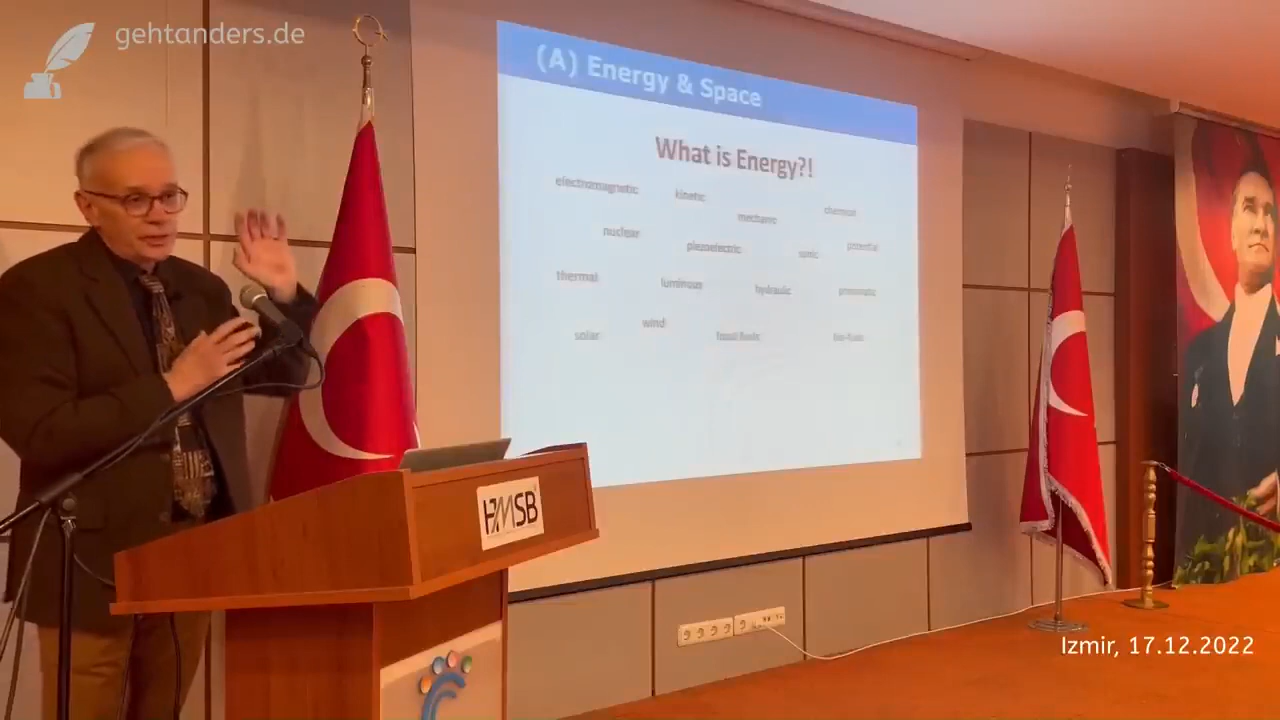 gehtanders.de
(A) Energy & Space
What is Energy?!
electromagnetic kinetic mechanic chemical
nuclear piezoelectric sonic potential
thermal luminous hydraulic pneumatic
solar wind fossil fuels bio-fuels
HMSB
Izmir, 17.12.2022